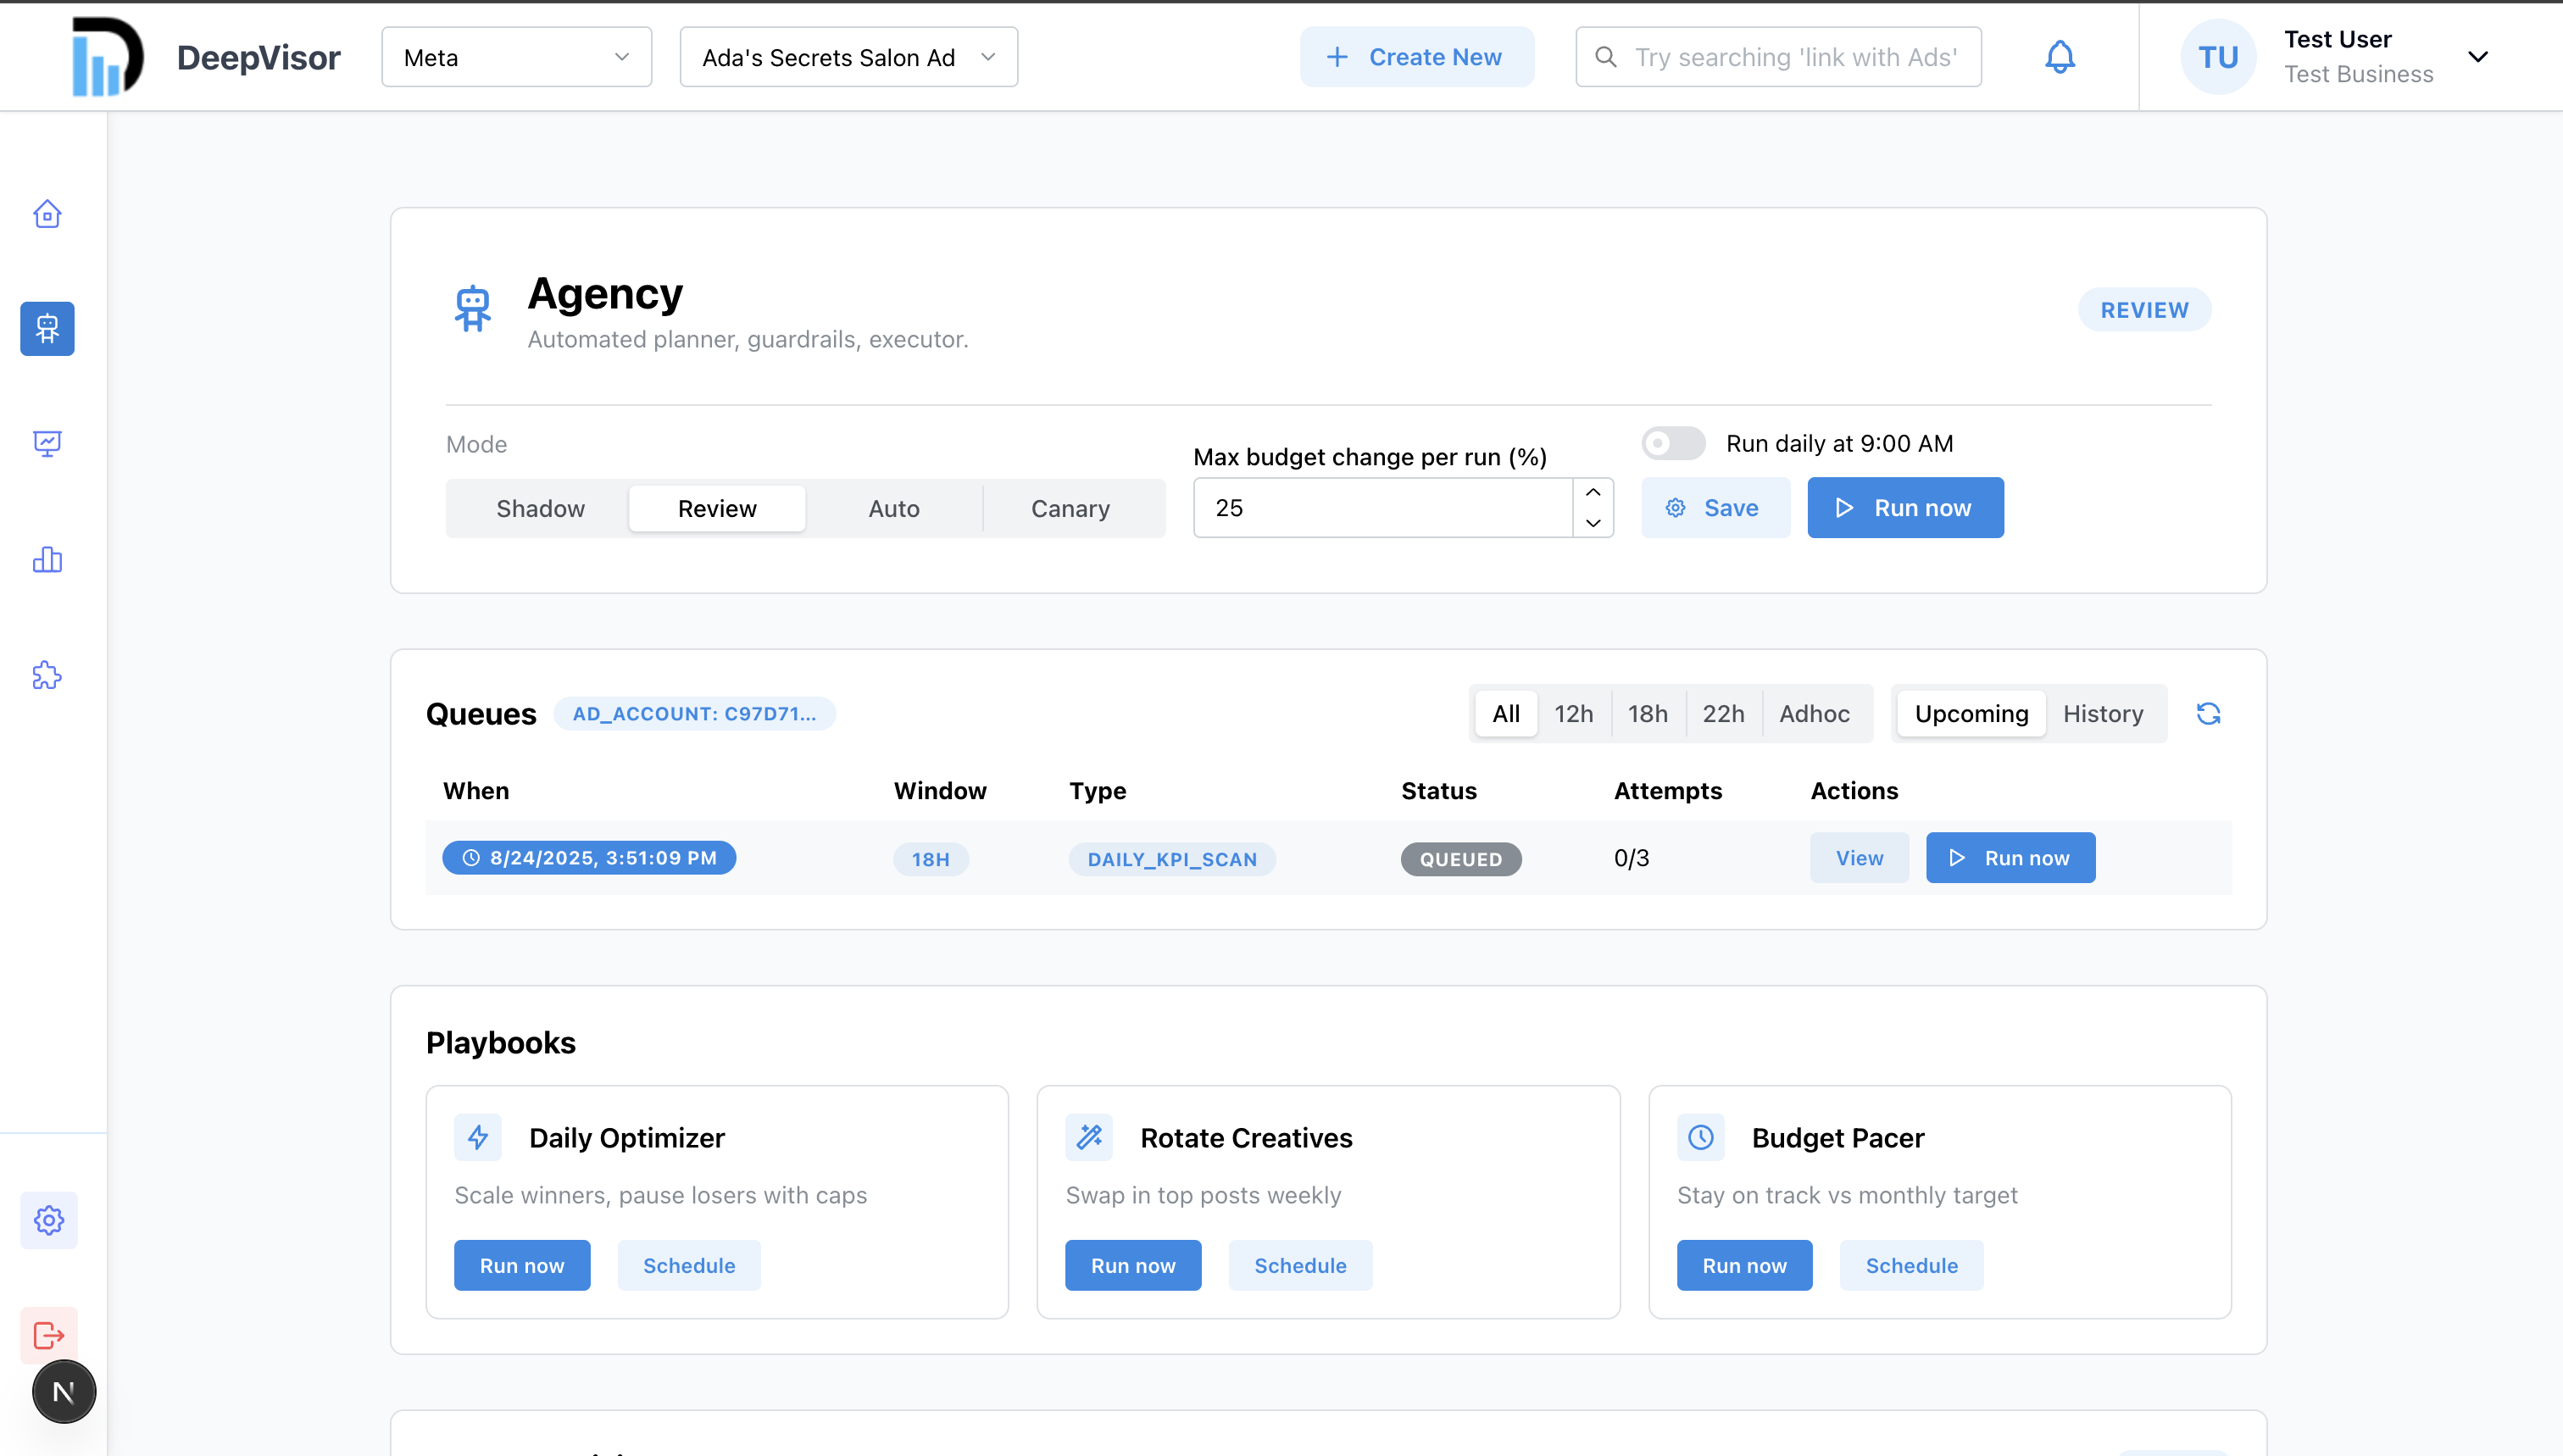 DeepVisor
Meta
Ada's Secrets Salon Ad
Create New
Try searching 'link with Ads'
TU
Test User
Test Business
Agency
Automated planner, guardrails, executor.
REVIEW
Mode
Shadow
Review
Auto
Canary
Max budget change per run (%)
25
Run daily at 9:00 AM
Save
Run now
Queues
AD_ACCOUNT: C97D71...
All
12h
18h
22h
Adhoc
Upcoming
History
When
Window
Type
Status
Attempts
Actions
8/24/2025, 3:51:09 PM
18H
DAILY_KPI_SCAN
QUEUED
0/3
View
Run now
Playbooks
Daily Optimizer
Scale winners, pause losers with caps
Run now
Schedule
Rotate Creatives
Swap in top posts weekly
Run now
Schedule
Budget Pacer
Stay on track vs monthly target
Run now
Schedule
N